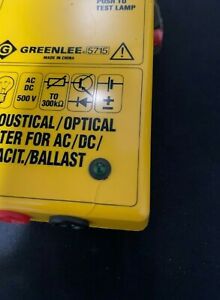 PUSH TO
TEST LAMP
G GREENLEE 5715
MADE IN CHINA
AC
DC
500 V
TO
300kΩ
OUSTICAL/OPTICAL
TER FOR AC/DC/
ACIT./BALLAST